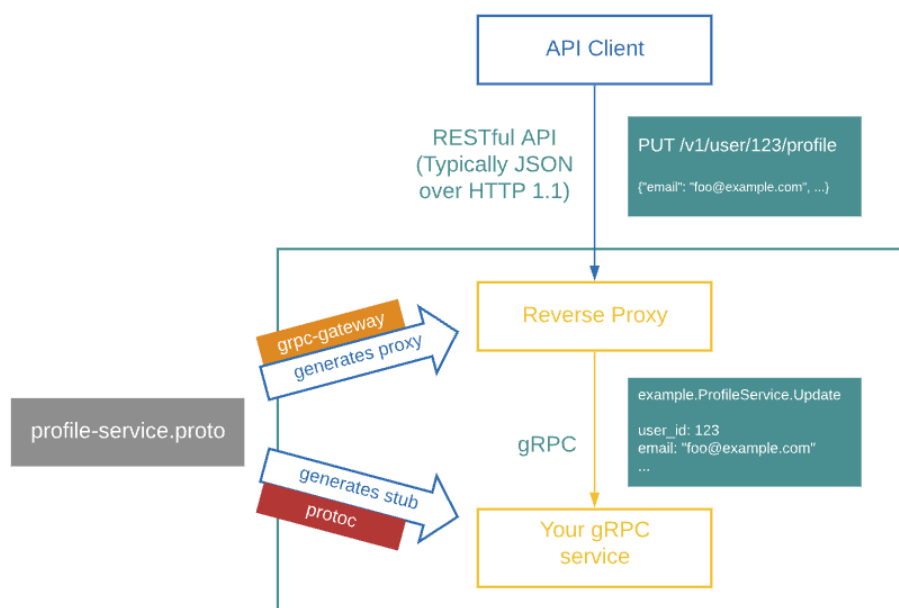 API Client
RESTful API
(Typically JSON
over HTTP 1.1)
PUT /v1/user/123/profile
{"email": "foo@example.com", ...}
grpc-gateway
generates proxy
Reverse Proxy
profile-service.proto
gRPC
example.ProfileService.Update
user_id: 123
email: "foo@example.com"
...
generates stub
protoc
Your gRPC
service